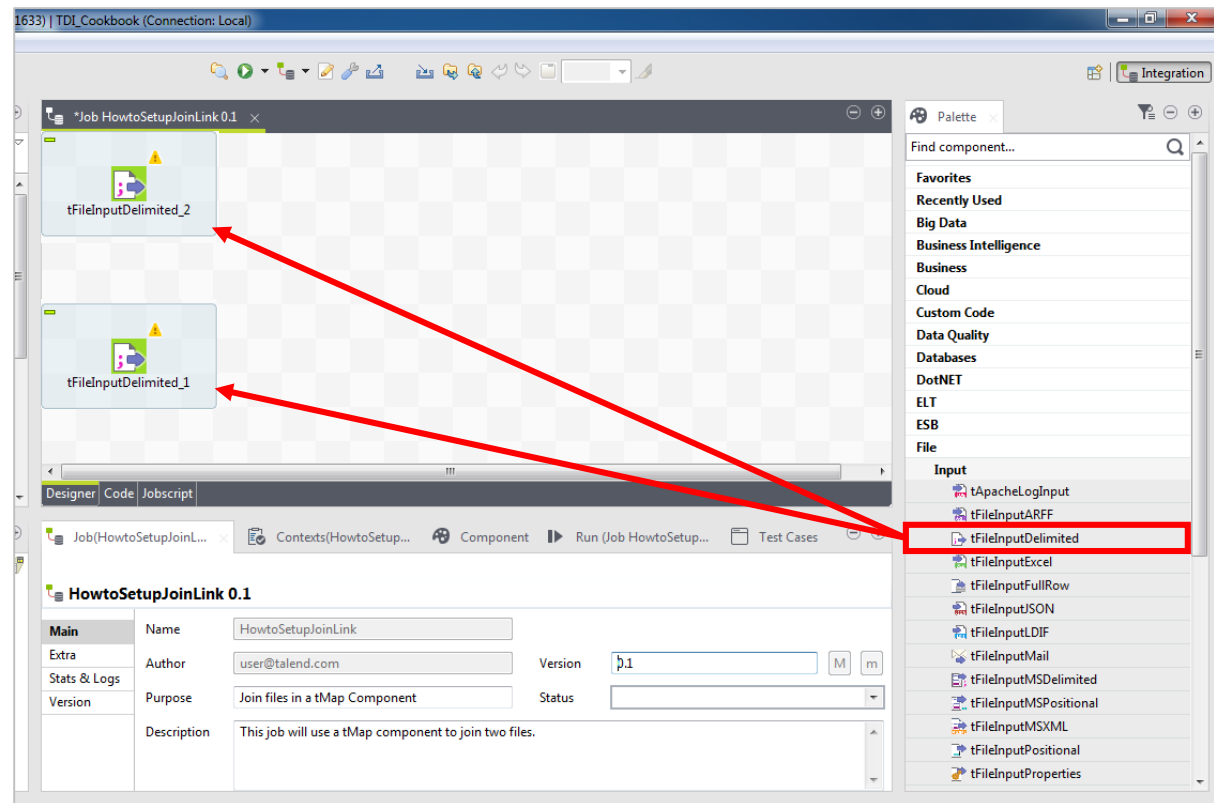 1633) | TDI_Cookbook (Connection: Local)
Integration
*Job HowtoSetupJoinLink 0.1
tFileInputDelimited_2
tFileInputDelimited_1
Designer Code Jobscript
Palette
Find component...
Favorites
Recently Used
Big Data
Business Intelligence
Business
Cloud
Custom Code
Data Quality
Databases
DotNET
ELT
ESB
File
Input
tApacheLogInput
tFileInputARFF
tFileInputDelimited
tFileInputExcel
tFileInputFullRow
tFileInputJSON
tFileInputLDIF
tFileInputMail
tFileInputMSDelimited
tFileInputMSPositional
tFileInputMSXML
tFileInputPositional
tFileInputProperties
Job(HowtoSetupJoinL... Contexts(HowtoSetup... Component Run (Job HowtoSetup... Test Cases
HowtoSetupJoinLink 0.1
Main
Extra
Stats & Logs
Version
Name HowtoSetupJoinLink
Author user@talend.com Version 0.1 M m
Purpose Join files in a tMap Component Status
Description This job will use a tMap component to join two files.